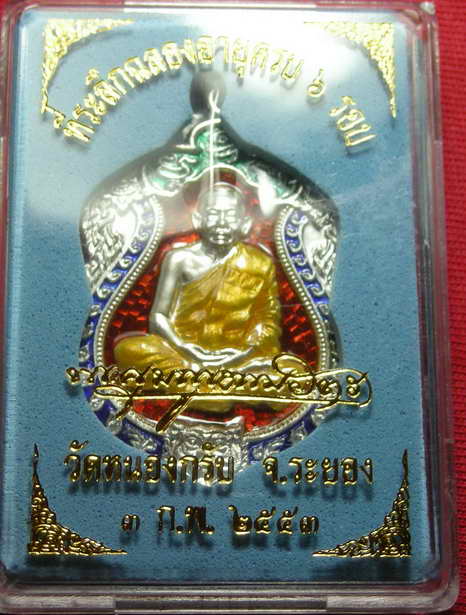 ที่ระลึกฉลองอายุครบ ๖ รอบ
วัดหนองกรับ จ.ระยอง
๓ ก.พ. ๒๕๕๓